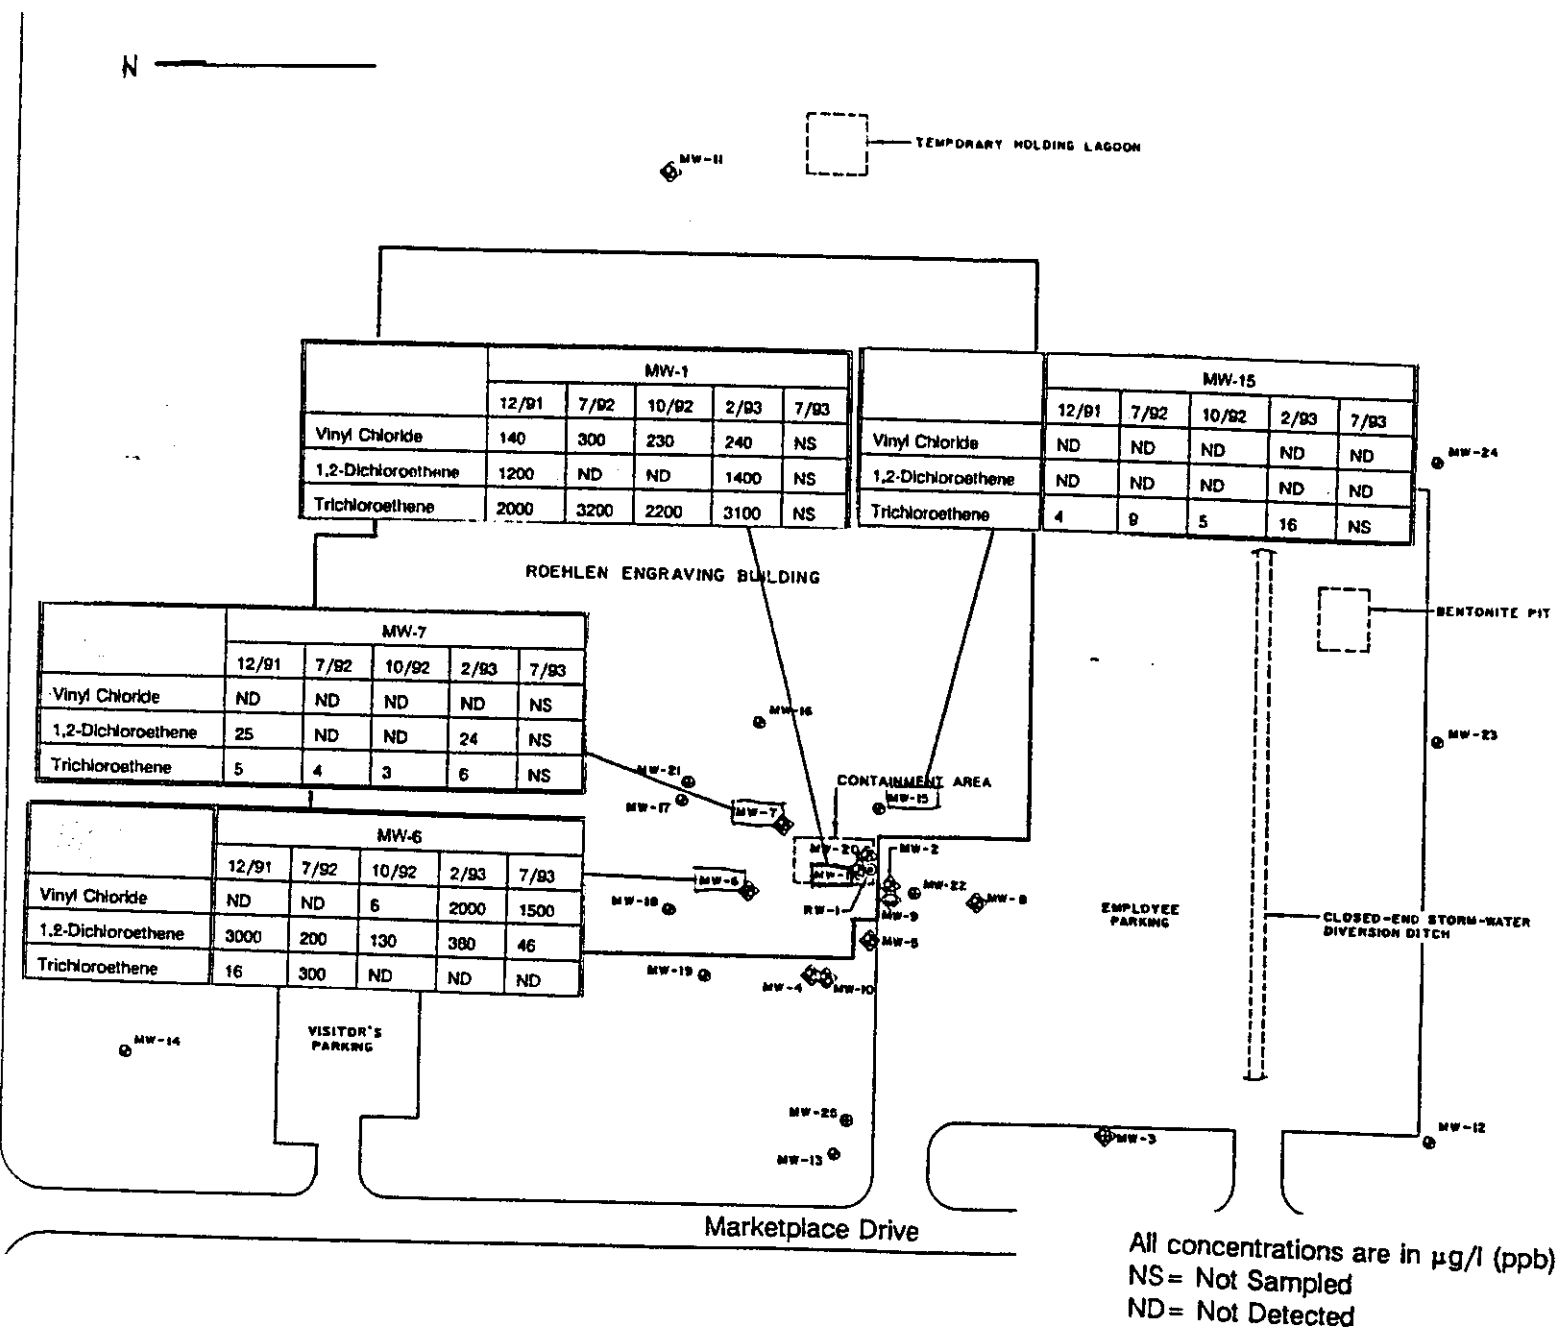 N
TEMPORARY HOLDING LAGOON
MW-11
MW-1
12/91 7/92 10/92 2/93 7/93
Vinyl Chloride 140 300 230 240 NS
1,2-Dichloroethene 1200 ND ND 1400 NS
Trichloroethene 2000 3200 2200 3100 NS
MW-15
12/91 7/92 10/92 2/93 7/93
Vinyl Chloride ND ND ND ND ND
1,2-Dichloroethene ND ND ND ND ND
Trichloroethene 4 9 5 16 NS
MW-24
ROEHLEN ENGRAVING BUILDING
BENTONITE PIT
MW-7
12/91 7/92 10/92 2/93 7/93
Vinyl Chloride ND ND ND ND NS
1,2-Dichloroethene 25 ND ND 24 NS
Trichloroethene 5 4 3 6 NS
MW-16
MW-23
MW-21
MW-17
MW-7
CONTAINMENT AREA
MW-15
MW-6
12/91 7/92 10/92 2/93 7/93
Vinyl Chloride ND ND 6 2000 1500
1,2-Dichloroethene 3000 200 130 380 46
Trichloroethene 16 300 ND ND ND
MW-20
MW-2
MW-1
MW-6
MW-22
MW-8
MW-18
RW-1
MW-9
EMPLOYEE
PARKING
CLOSED-END STORM-WATER
DIVERSION DITCH
MW-5
MW-19
MW-4
MW-10
VISITOR'S
PARKING
MW-14
MW-25
MW-13
MW-3
MW-12
Marketplace Drive
All concentrations are in µg/l (ppb)
NS= Not Sampled
ND= Not Detected